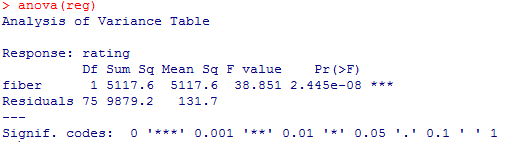 > anova(reg)
Analysis of Variance Table

Response: rating
          Df Sum Sq Mean Sq F value    Pr(>F)
fiber      1 5117.6  5117.6  38.851 2.445e-08 ***
Residuals 75 9879.2   131.7
---
Signif. codes:  0 '***' 0.001 '**' 0.01 '*' 0.05 '.' 0.1 ' ' 1